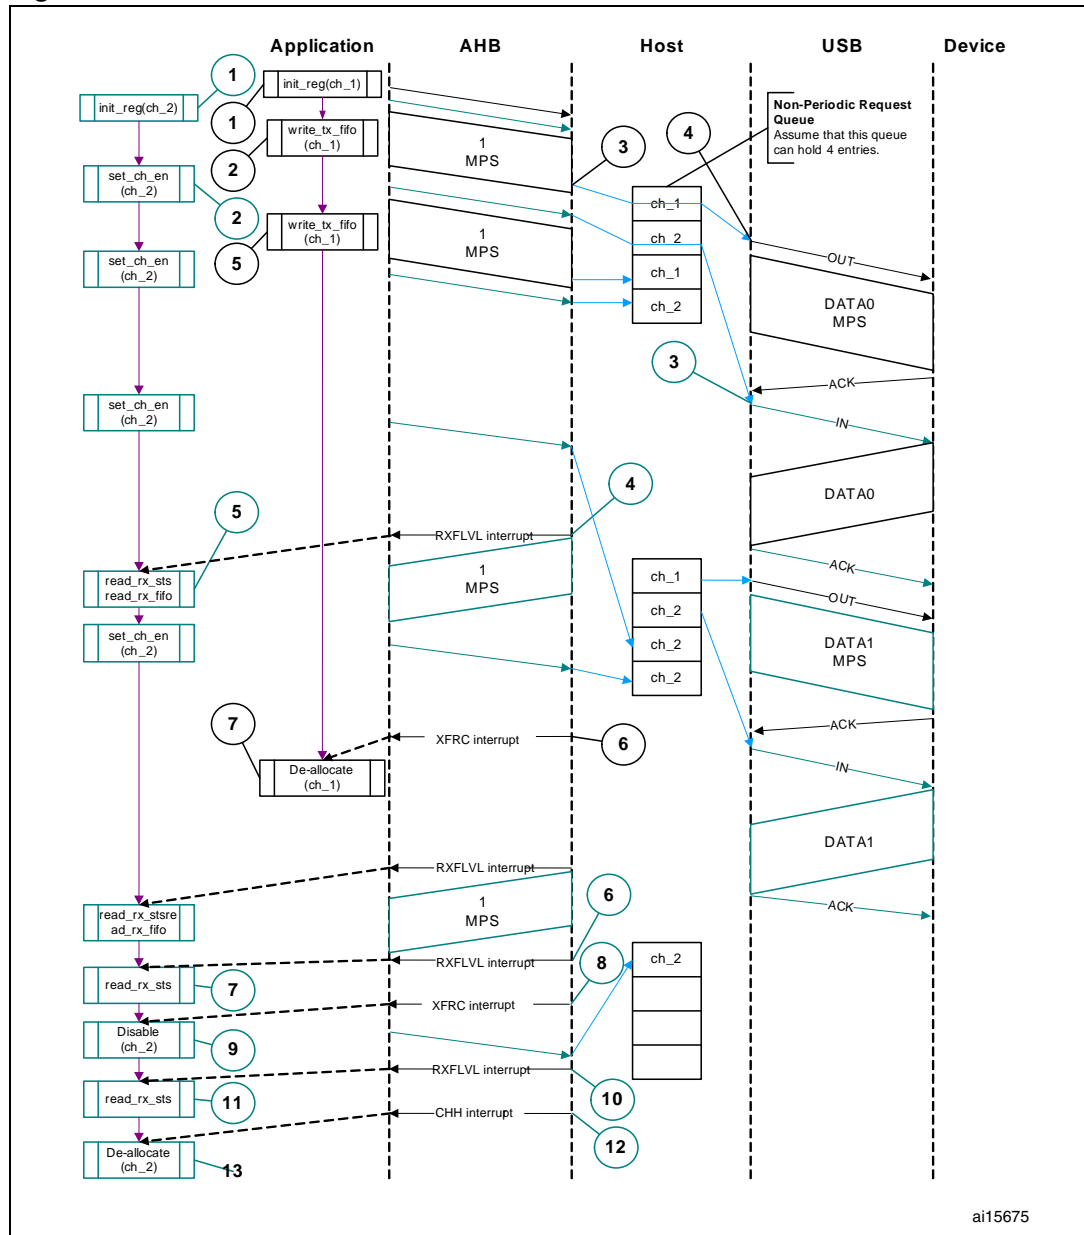 Application AHB Host USB Device
1
init_reg(ch_1)
init_reg(ch_2)
1
Non-Periodic Request
Queue
Assume that this queue
can hold 4 entries.
write_tx_fifo
(ch_1)
1
MPS
3
4
2
set_ch_en
(ch_2)
2
ch_1
write_tx_fifo
(ch_1)
5
1
MPS
ch_2
set_ch_en
(ch_2)
ch_1
ch_2
OUT
DATA0
MPS
3
ACK
set_ch_en
(ch_2)
IN
4
DATA0
5
RXFLVL interrupt
read_rx_sts
read_rx_fifo
1
MPS
ch_1
ACK
OUT
ch_2
set_ch_en
(ch_2)
ch_2
DATA1
MPS
ch_2
7
ACK
XFRC interrupt
6
De-allocate
(ch_1)
IN
DATA1
RXFLVL interrupt
read_rx_stsre
ad_rx_fifo
1
MPS
6
ACK
RXFLVL interrupt
8
ch_2
read_rx_sts
7
XFRC interrupt
Disable
(ch_2)
9
RXFLVL interrupt
read_rx_sts
11
10
CHH interrupt
12
De-allocate
(ch_2)
13
ai15675